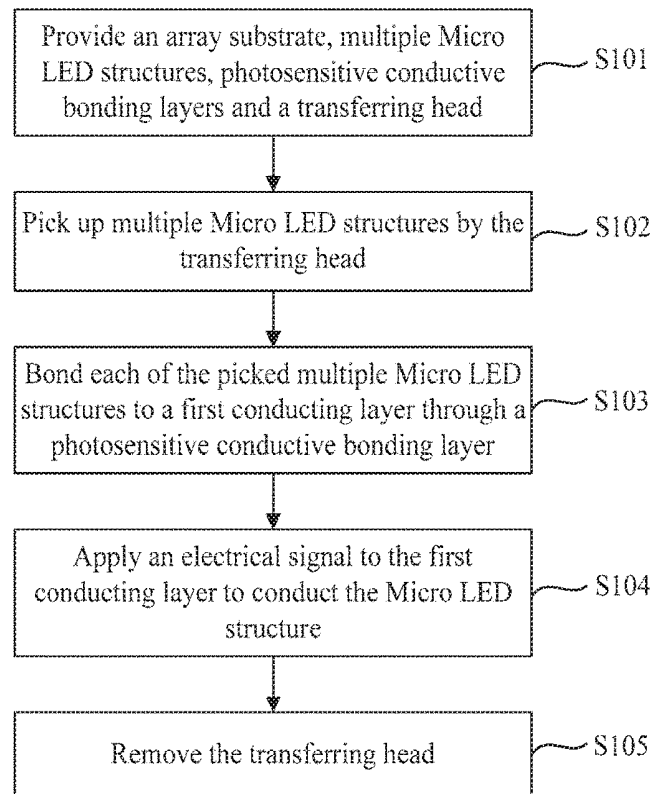 Provide an array substrate, multiple Micro
LED structures, photosensitive conductive
bonding layers and a transferring head
S101
Pick up multiple Micro LED structures by the
transferring head
S102
Bond each of the picked multiple Micro LED
structures to a first conducting layer through a
photosensitive conductive bonding layer
S103
Apply an electrical signal to the first
conducting layer to conduct the Micro LED
structure
S104
Remove the transferring head
S105